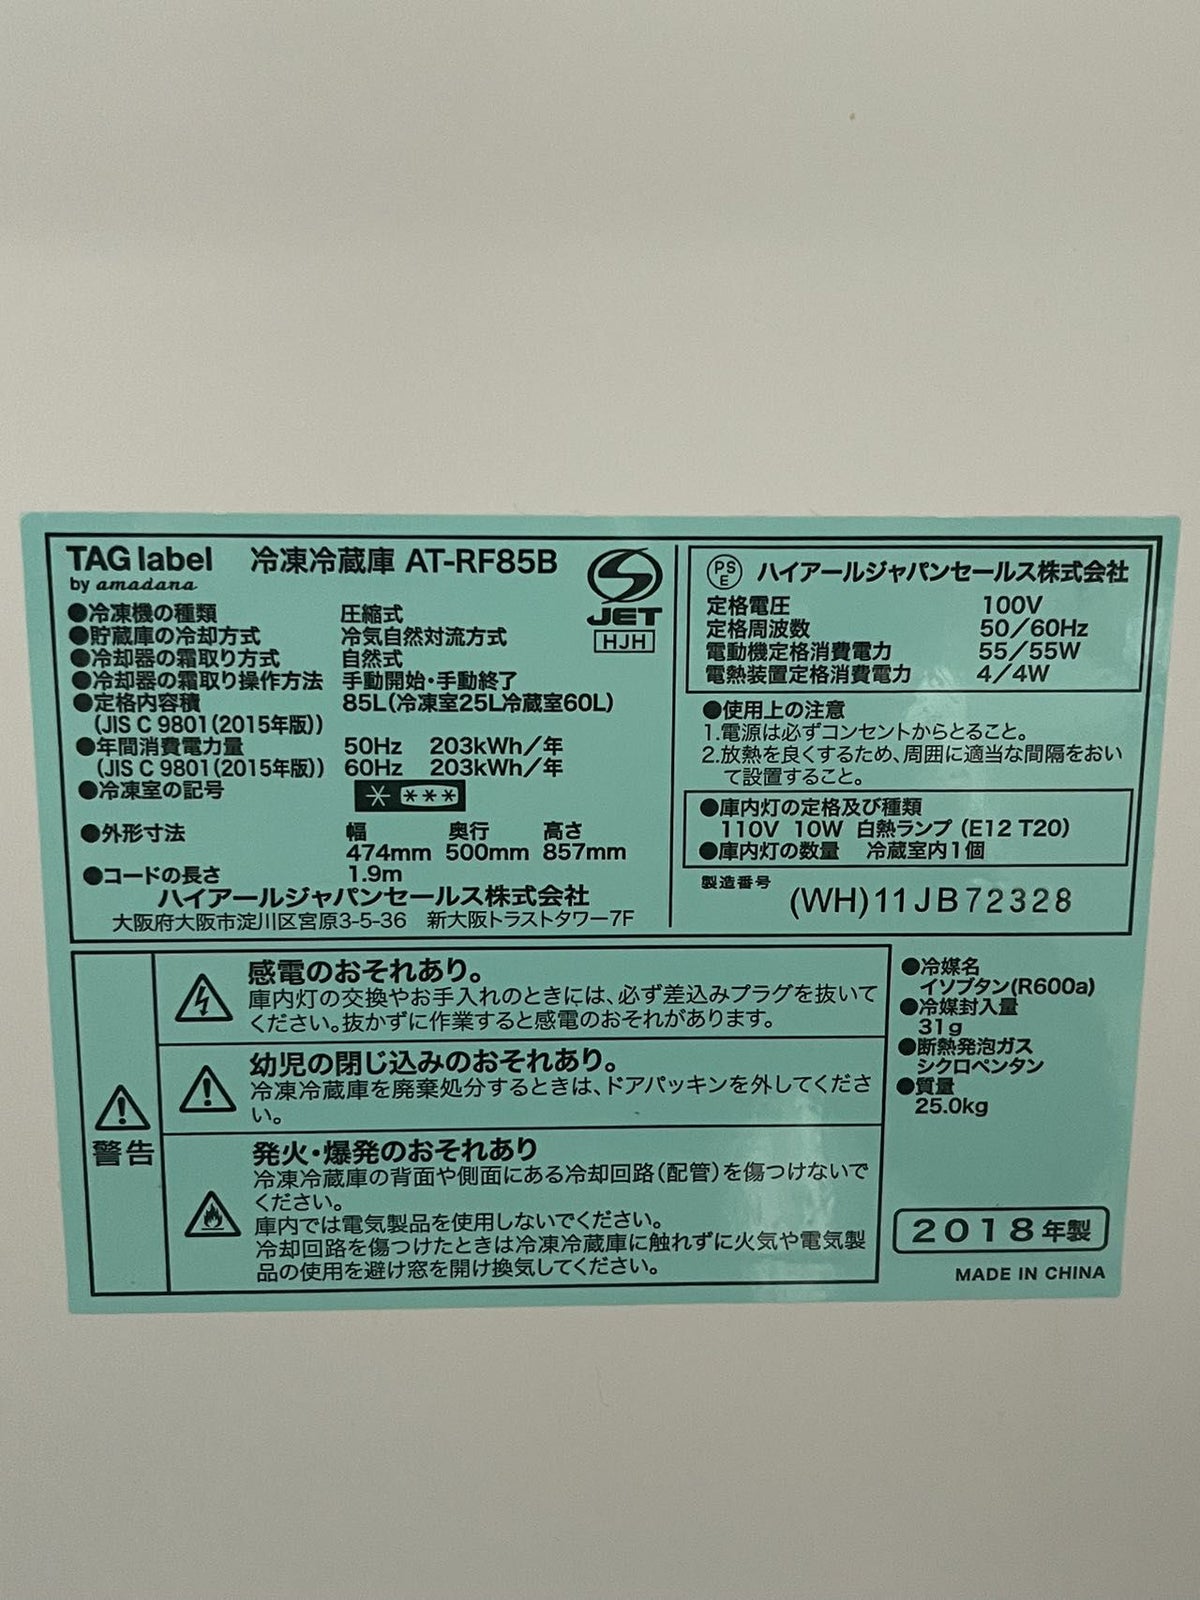 TAG label 冷凍冷蔵庫 AT-RF85B
by amadana
●冷凍機の種類 圧縮式
●貯蔵庫の冷却方式 冷気自然対流方式
●冷却器の霜取り方式 自然式
●冷却器の霜取り操作方法 手動開始・手動終了
●定格内容積 85L(冷凍室25L冷蔵室60L)
(JIS C 9801(2015年版))
●年間消費電力量 50Hz 203kWh/年
(JIS C 9801(2015年版)) 60Hz 203kWh/年
●冷凍室の記号 * ***
●外形寸法 幅 奥行 高さ
474mm 500mm 857mm
●コードの長さ 1.9m
ハイアールジャパンセールス株式会社
大阪府大阪市淀川区宮原3-5-36 新大阪トラストタワー7F
JET
HJH
PSE ハイアールジャパンセールス株式会社
定格電圧 100V
定格周波数 50/60Hz
電動機定格消費電力 55/55W
電熱装置定格消費電力 4/4W
●使用上の注意
1.電源は必ずコンセントからとること。
2.放熱を良くするため、周囲に適当な間隔をおい
て設置すること。
●庫内灯の定格及び種類
110V 10W 白熱ランプ (E12 T20)
●庫内灯の数量 冷蔵室内1個
製造番号 (WH)11JB72328
警告
感電のおそれあり。
庫内灯の交換やお手入れのときには、必ず差込みプラグを抜いて
ください。抜かずに作業すると感電のおそれがあります。
幼児の閉じ込みのおそれあり。
冷凍冷蔵庫を廃棄処分するときは、ドアパッキンを外してくださ
い。
発火・爆発のおそれあり
冷凍冷蔵庫の背面や側面にある冷却回路(配管)を傷つけないで
ください。
庫内では電気製品を使用しないでください。
冷却回路を傷つけたときは冷凍冷蔵庫に触れずに火気や電気製
品の使用を避け窓を開け換気してください。
●冷媒名
イソブタン(R600a)
●冷媒封入量
31g
●断熱発泡ガス
シクロペンタン
●質量
25.0kg
2018年製
MADE IN CHINA